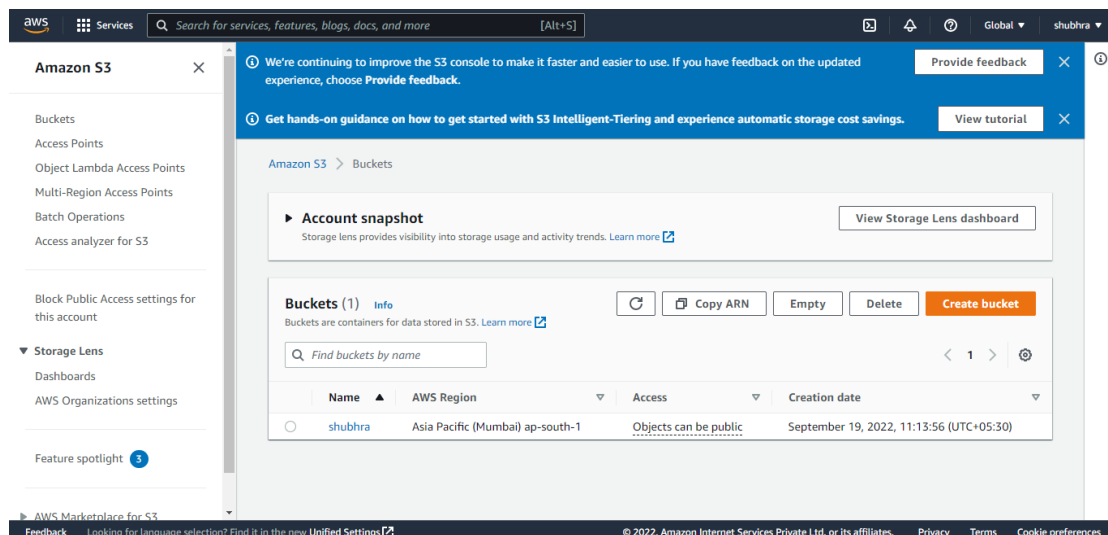 aws
Services
Search for services, features, blogs, docs, and more
[Alt+S]
Global
shubhra
Amazon S3
Buckets
Access Points
Object Lambda Access Points
Multi-Region Access Points
Batch Operations
Access analyzer for S3
Block Public Access settings for
this account
Storage Lens
Dashboards
AWS Organizations settings
Feature spotlight 3
AWS Marketplace for S3
We're continuing to improve the S3 console to make it faster and easier to use. If you have feedback on the updated
experience, choose Provide feedback.
Provide feedback
Get hands-on guidance on how to get started with S3 Intelligent-Tiering and experience automatic storage cost savings.
View tutorial
Amazon S3 > Buckets
Account snapshot
Storage lens provides visibility into storage usage and activity trends. Learn more
View Storage Lens dashboard
Buckets (1) Info
Buckets are containers for data stored in S3. Learn more
Copy ARN
Empty
Delete
Create bucket
Find buckets by name
1
Name AWS Region Access Creation date
shubhra Asia Pacific (Mumbai) ap-south-1 Objects can be public September 19, 2022, 11:13:56 (UTC+05:30)
Feedback Looking for language selection? Find it in the new Unified Settings © 2022, Amazon Internet Services Private Ltd. or its affiliates. Privacy Terms Cookie preferences